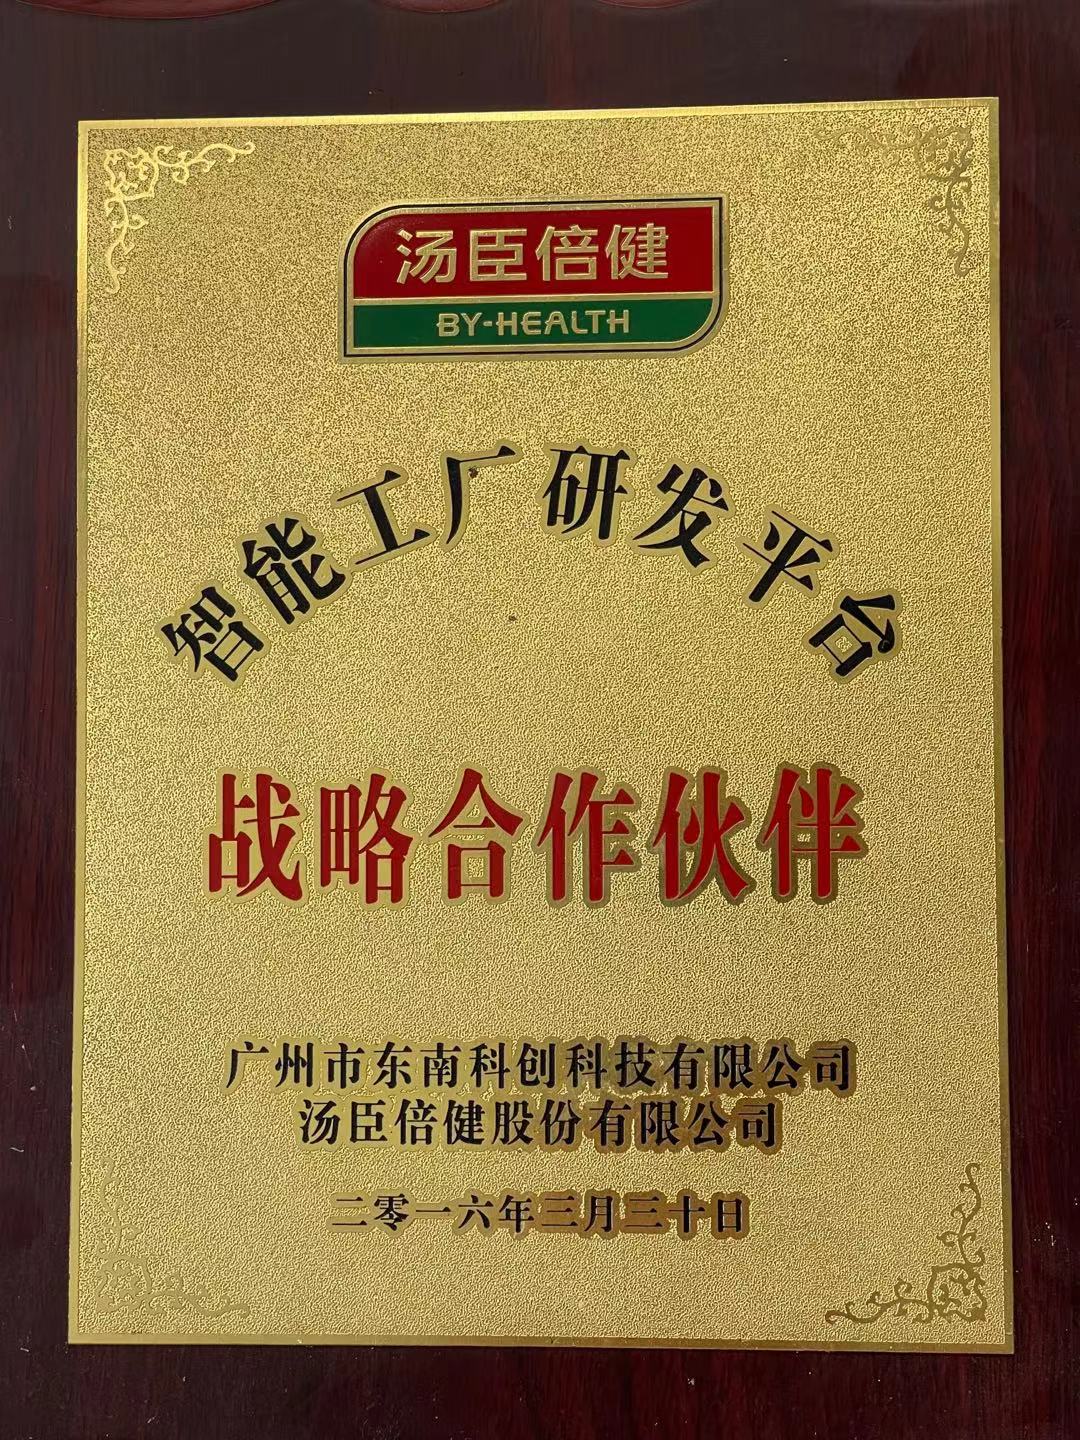 汤臣倍健
BY-HEALTH
智能工厂研发平台
战略合作伙伴
广州市东南科创科技有限公司
汤臣倍健股份有限公司
二零一六年三月三十日